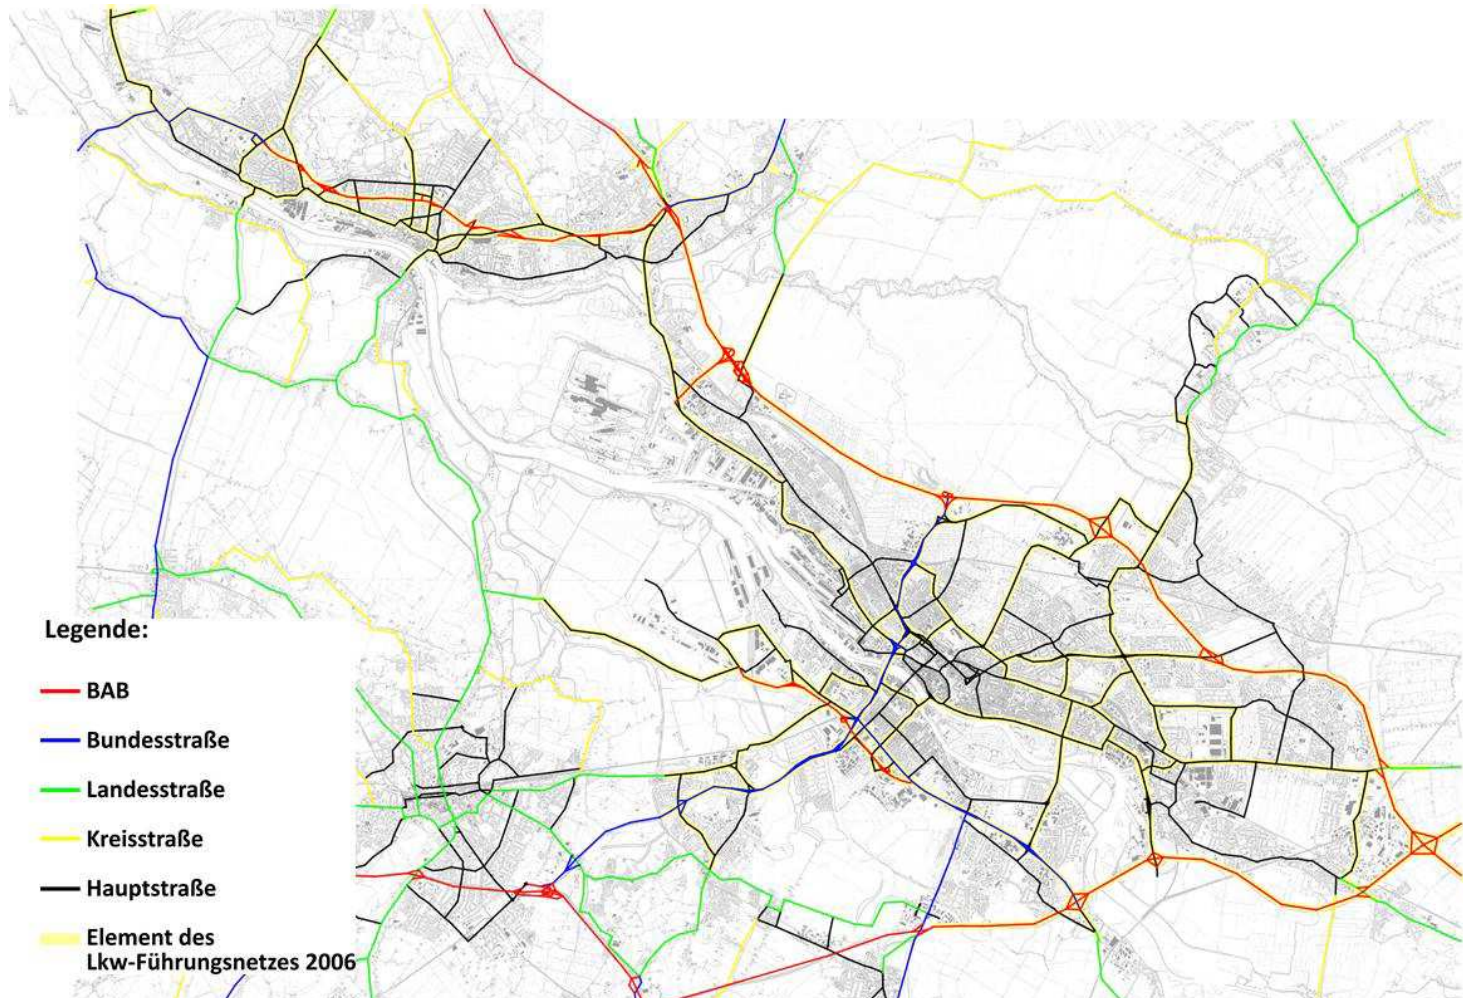 Legende:
BAB
Bundesstraße
Landesstraße
Kreisstraße
Hauptstraße
Element des
Lkw-Führungsnetzes 2006